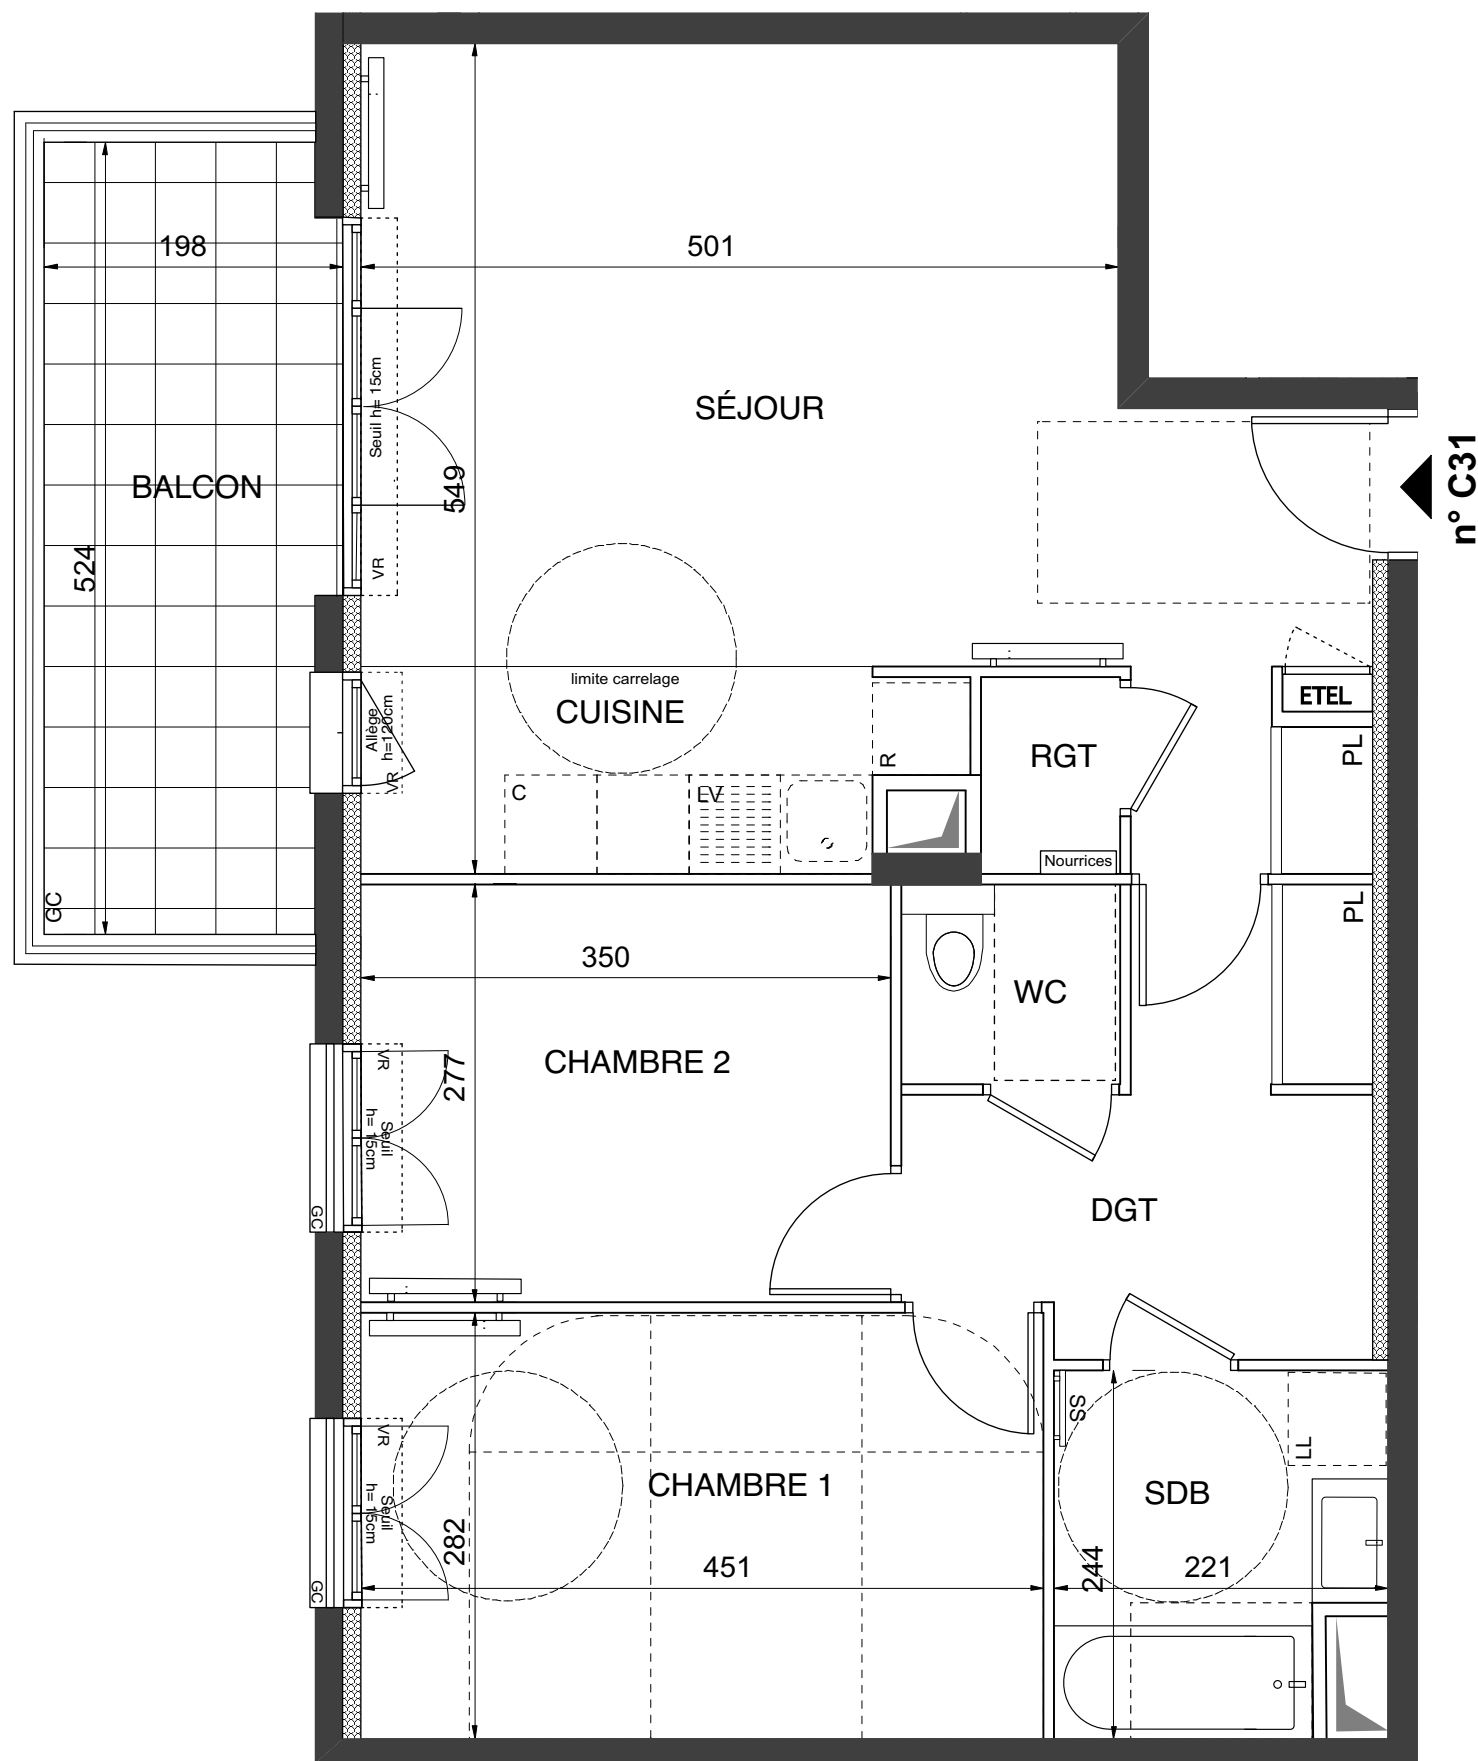 198
501
Seuil h= 15cm
SÉJOUR
n° C31
BALCON
549
524
VR
limite carrelage
CUISINE
Allège
h=120cm
VR
ETEL
R
RGT
PL
C
LV
Nourrices
GC
PL
350
WC
VR
CHAMBRE 2
277
Seuil
h= 15cm
GC
DGT
SS
VR
LL
CHAMBRE 1
SDB
Seuil
h= 15cm
282
451
244
221
GC